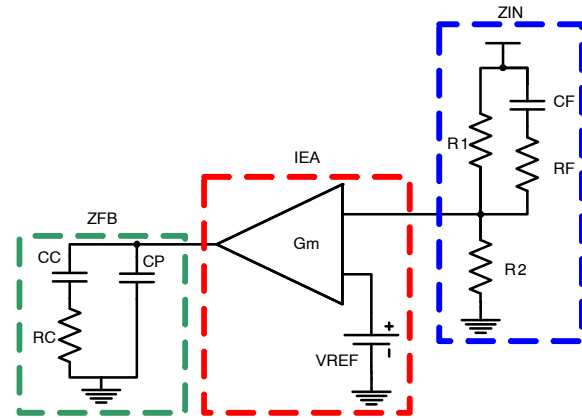 ZIN
CF
R1
RF
IEA
ZFB
Gm
CC
CP
R2
RC
VREF
+
-